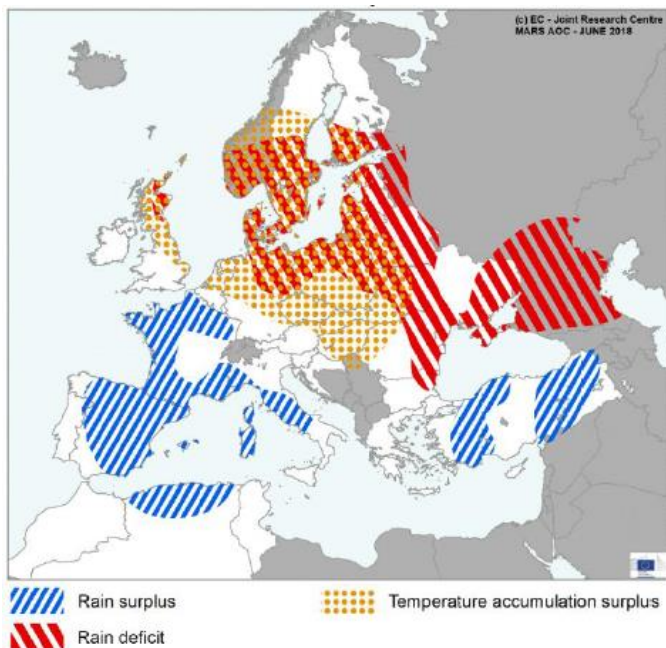 (c) EC - Joint Research Centre
MARS AOC - JUNE 2018
Rain surplus
Temperature accumulation surplus
Rain deficit